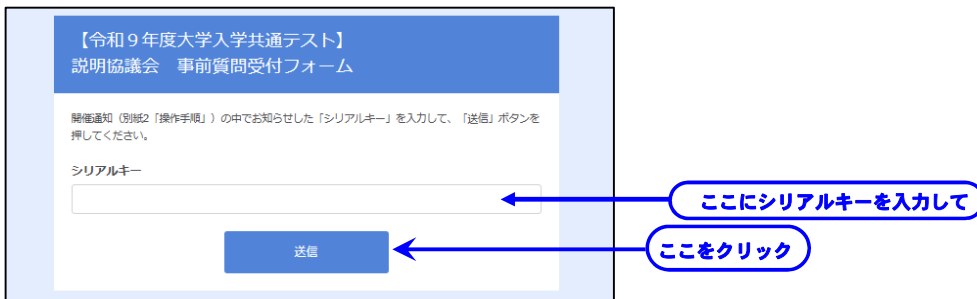 【令和９年度大学入学共通テスト】
説明協議会　事前質問受付フォーム
開催通知（別紙2「操作手順」）の中でお知らせした「シリアルキー」を入力して、「送信」ボタンを
押してください。
シリアルキー
ここにシリアルキーを入力して
送信
ここをクリック